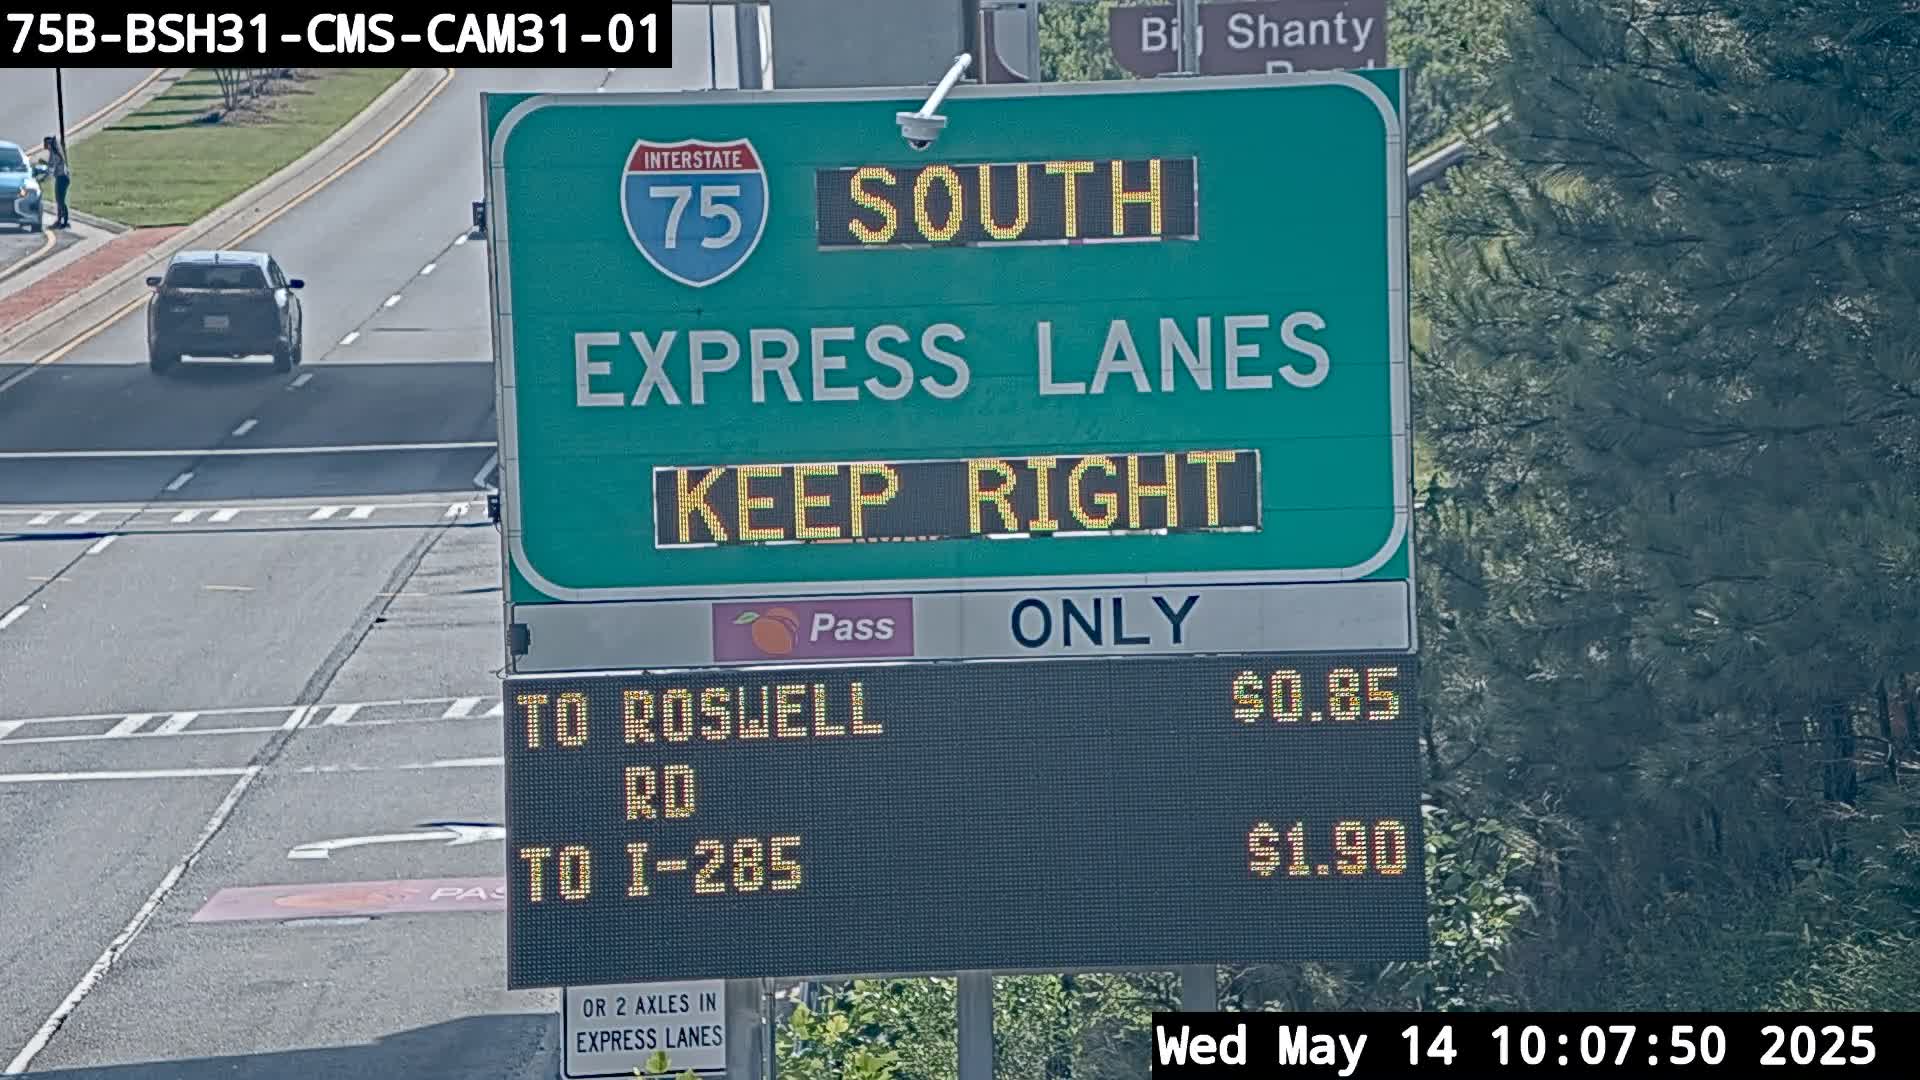 75B-BSH31-CMS-CAM31-01
Big Shanty
Road
INTERSTATE
75
SOUTH
EXPRESS LANES
KEEP RIGHT
Pass ONLY
TO ROSWELL $0.85
RD
TO I-285 $1.90
PAS
OR 2 AXLES IN
EXPRESS LANES
Wed May 14 10:07:50 2025